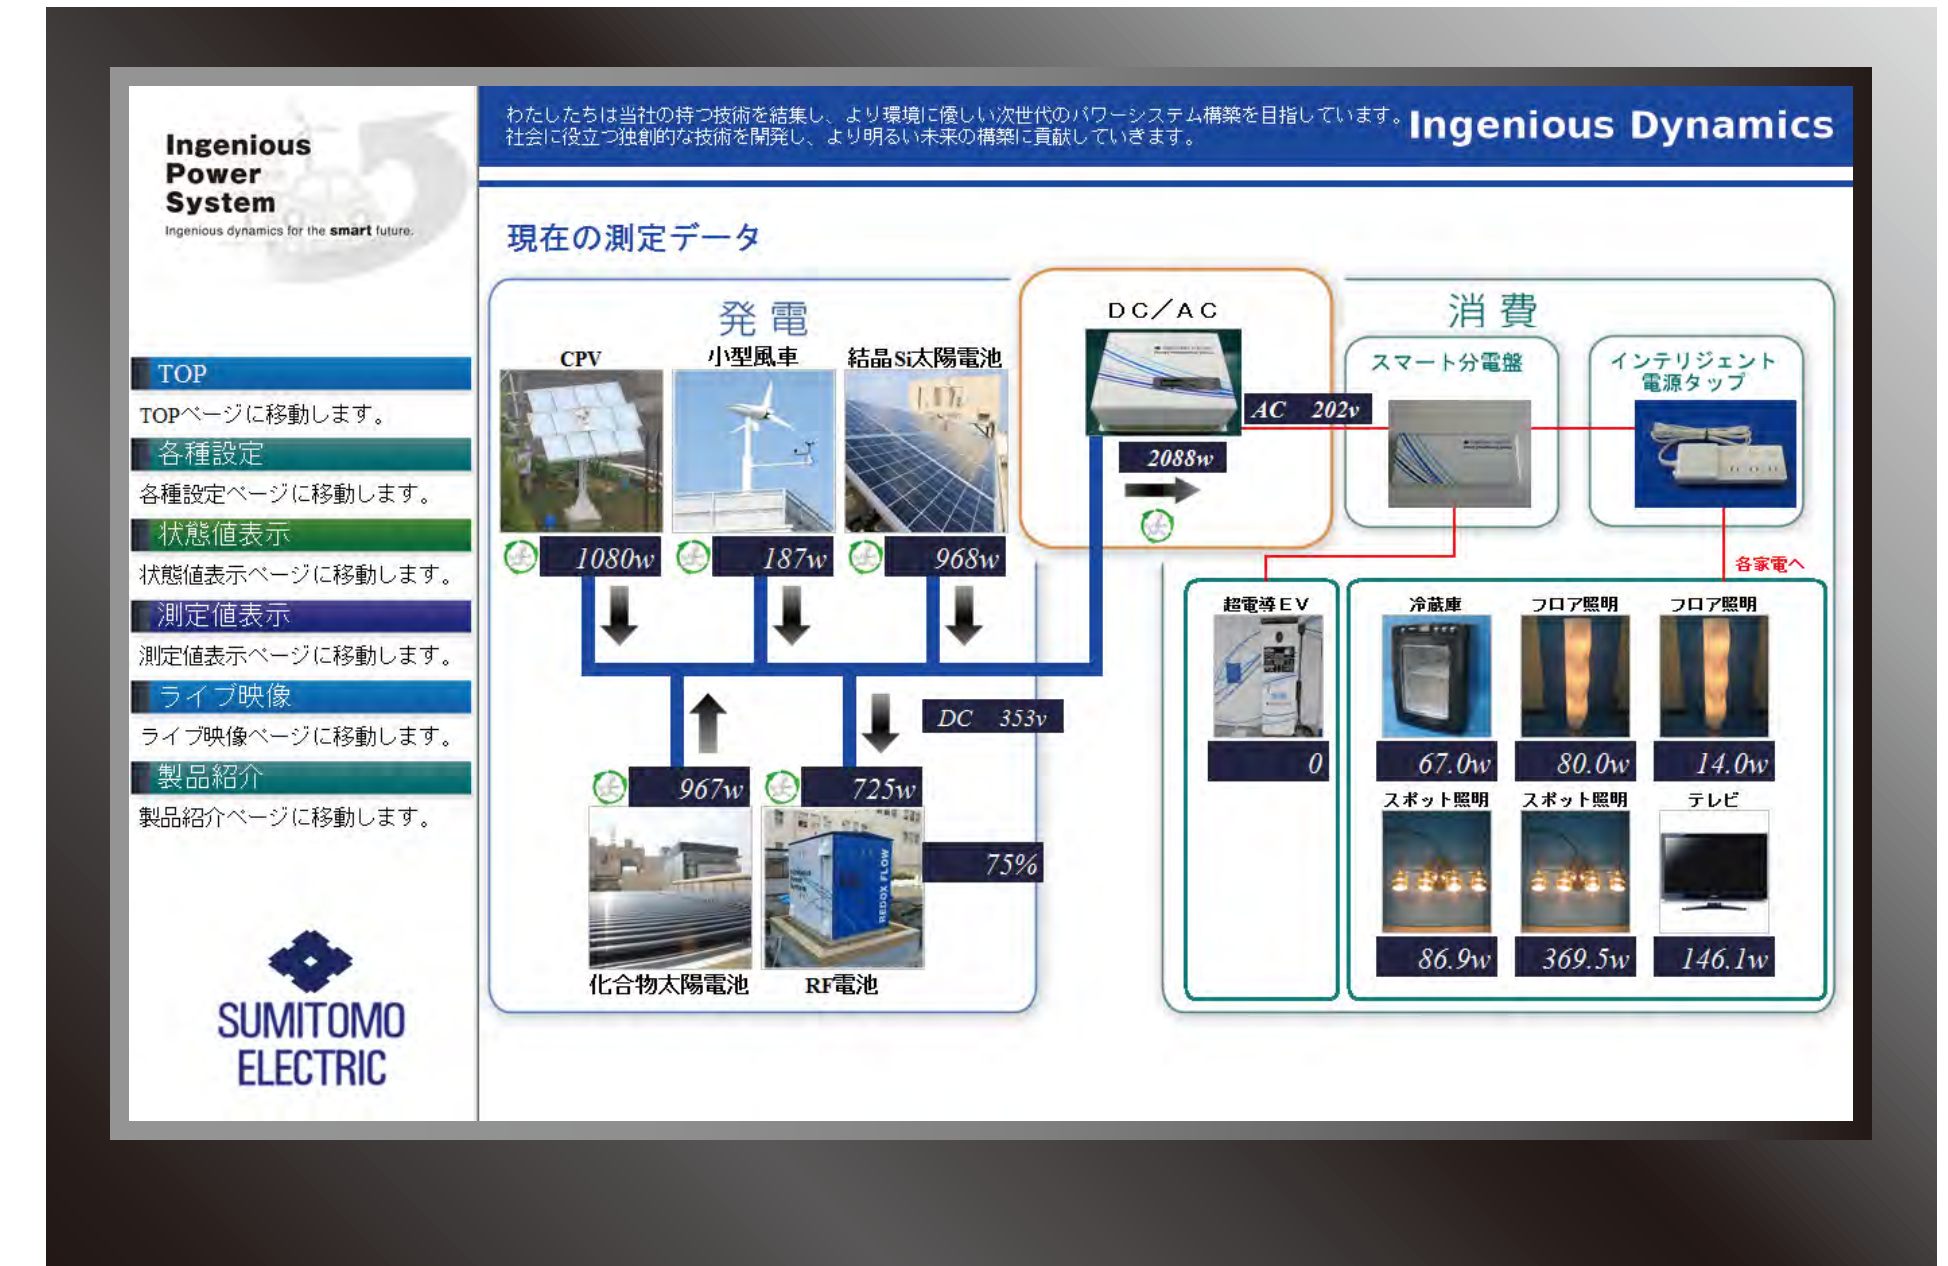 Ingenious
Power
System
Ingenious dynamics for the smart future.
TOP
TOPページに移動します。
各種設定
各種設定ページに移動します。
状態値表示
状態値表示ページに移動します。
測定値表示
測定値表示ページに移動します。
ライブ映像
ライブ映像ページに移動します。
製品紹介
製品紹介ページに移動します。
SUMITOMO
ELECTRIC
わたしたちは当社の持つ技術を結集し、より環境に優しい次世代のパワーシステム構築を目指しています。
社会に役立つ独創的な技術を開発し、より明るい未来の構築に貢献していきます。
Ingenious Dynamics
現在の測定データ
発電
CPV
小型風車
結晶Si太陽電池
1080w
187w
968w
DC 353v
967w
725w
75%
REDOX FLOW
化合物太陽電池
RF電池
DC／AC
AC 202v
2088w
消費
スマート分電盤
インテリジェント
電源タップ
各家電へ
超電導EV
0
冷蔵庫
フロア照明
フロア照明
67.0w
80.0w
14.0w
スポット照明
スポット照明
テレビ
86.9w
369.5w
146.1w